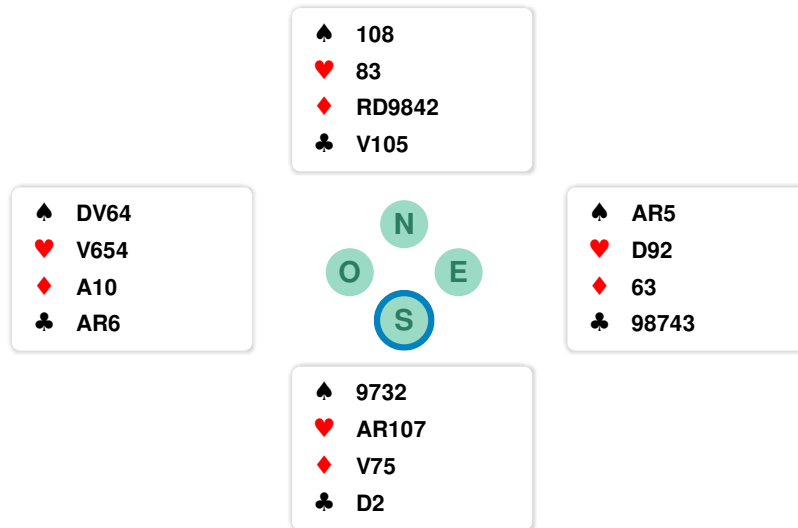 ♠ 108
♥ 83
♦ RD9842
♣ V105
♠ DV64
♥ V654
♦ A10
♣ AR6
N
O E
S
♠ AR5
♥ D92
♦ 63
♣ 98743
♠ 9732
♥ AR107
♦ V75
♣ D2